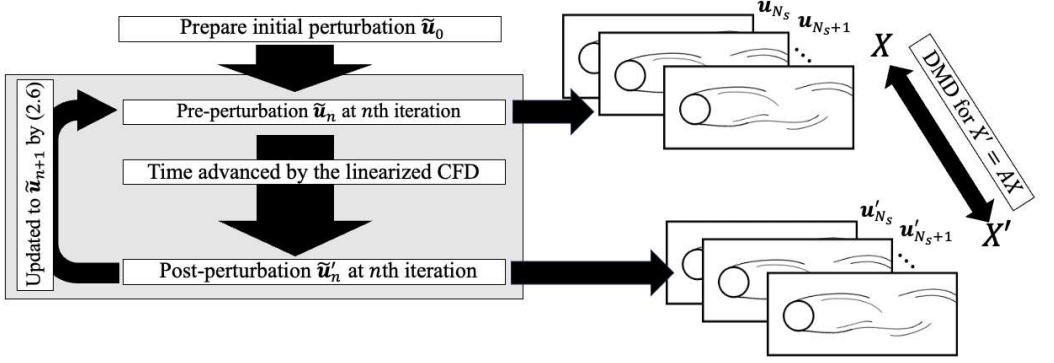 Prepare initial perturbation ũ₀
Pre-perturbation ũₙ at nth iteration
Time advanced by the linearized CFD
Post-perturbation ũ′ₙ at nth iteration
Updated to ũₙ₊₁ by (2.6)
u_{N_s}
u_{N_s+1}
⋱
X
DMD for X′ = AX
X′
u′_{N_s}
u′_{N_s+1}
⋱